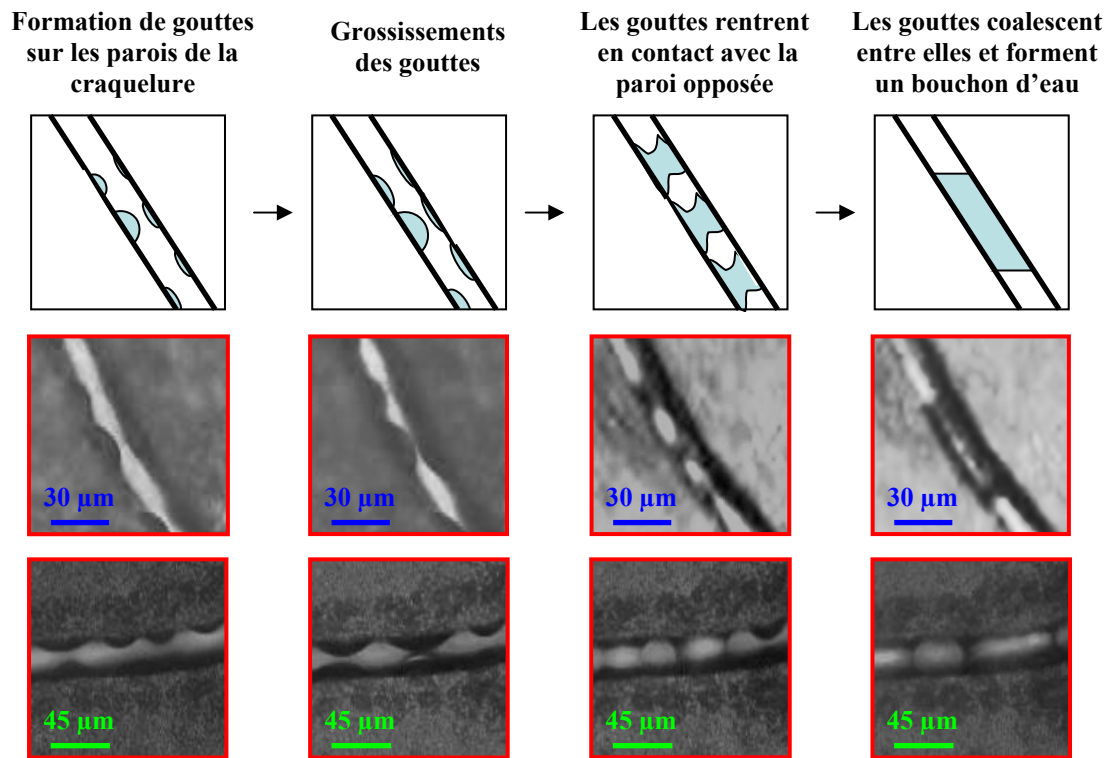 Formation de gouttes
sur les parois de la
craquelure
Grossissements
des gouttes
Les gouttes rentrent
en contact avec la
paroi opposée
Les gouttes coalescent
entre elles et forment
un bouchon d'eau
30 µm
30 µm
30 µm
30 µm
45 µm
45 µm
45 µm
45 µm